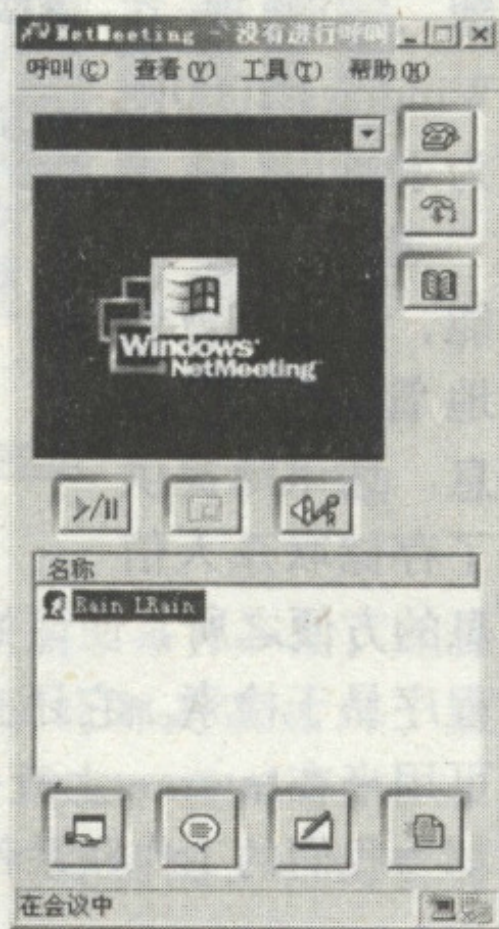 NetMeeting - 没有进行呼叫
呼叫(C) 查看(V) 工具(T) 帮助(H)
Windows
NetMeeting
名称
Rain LRain
在会议中